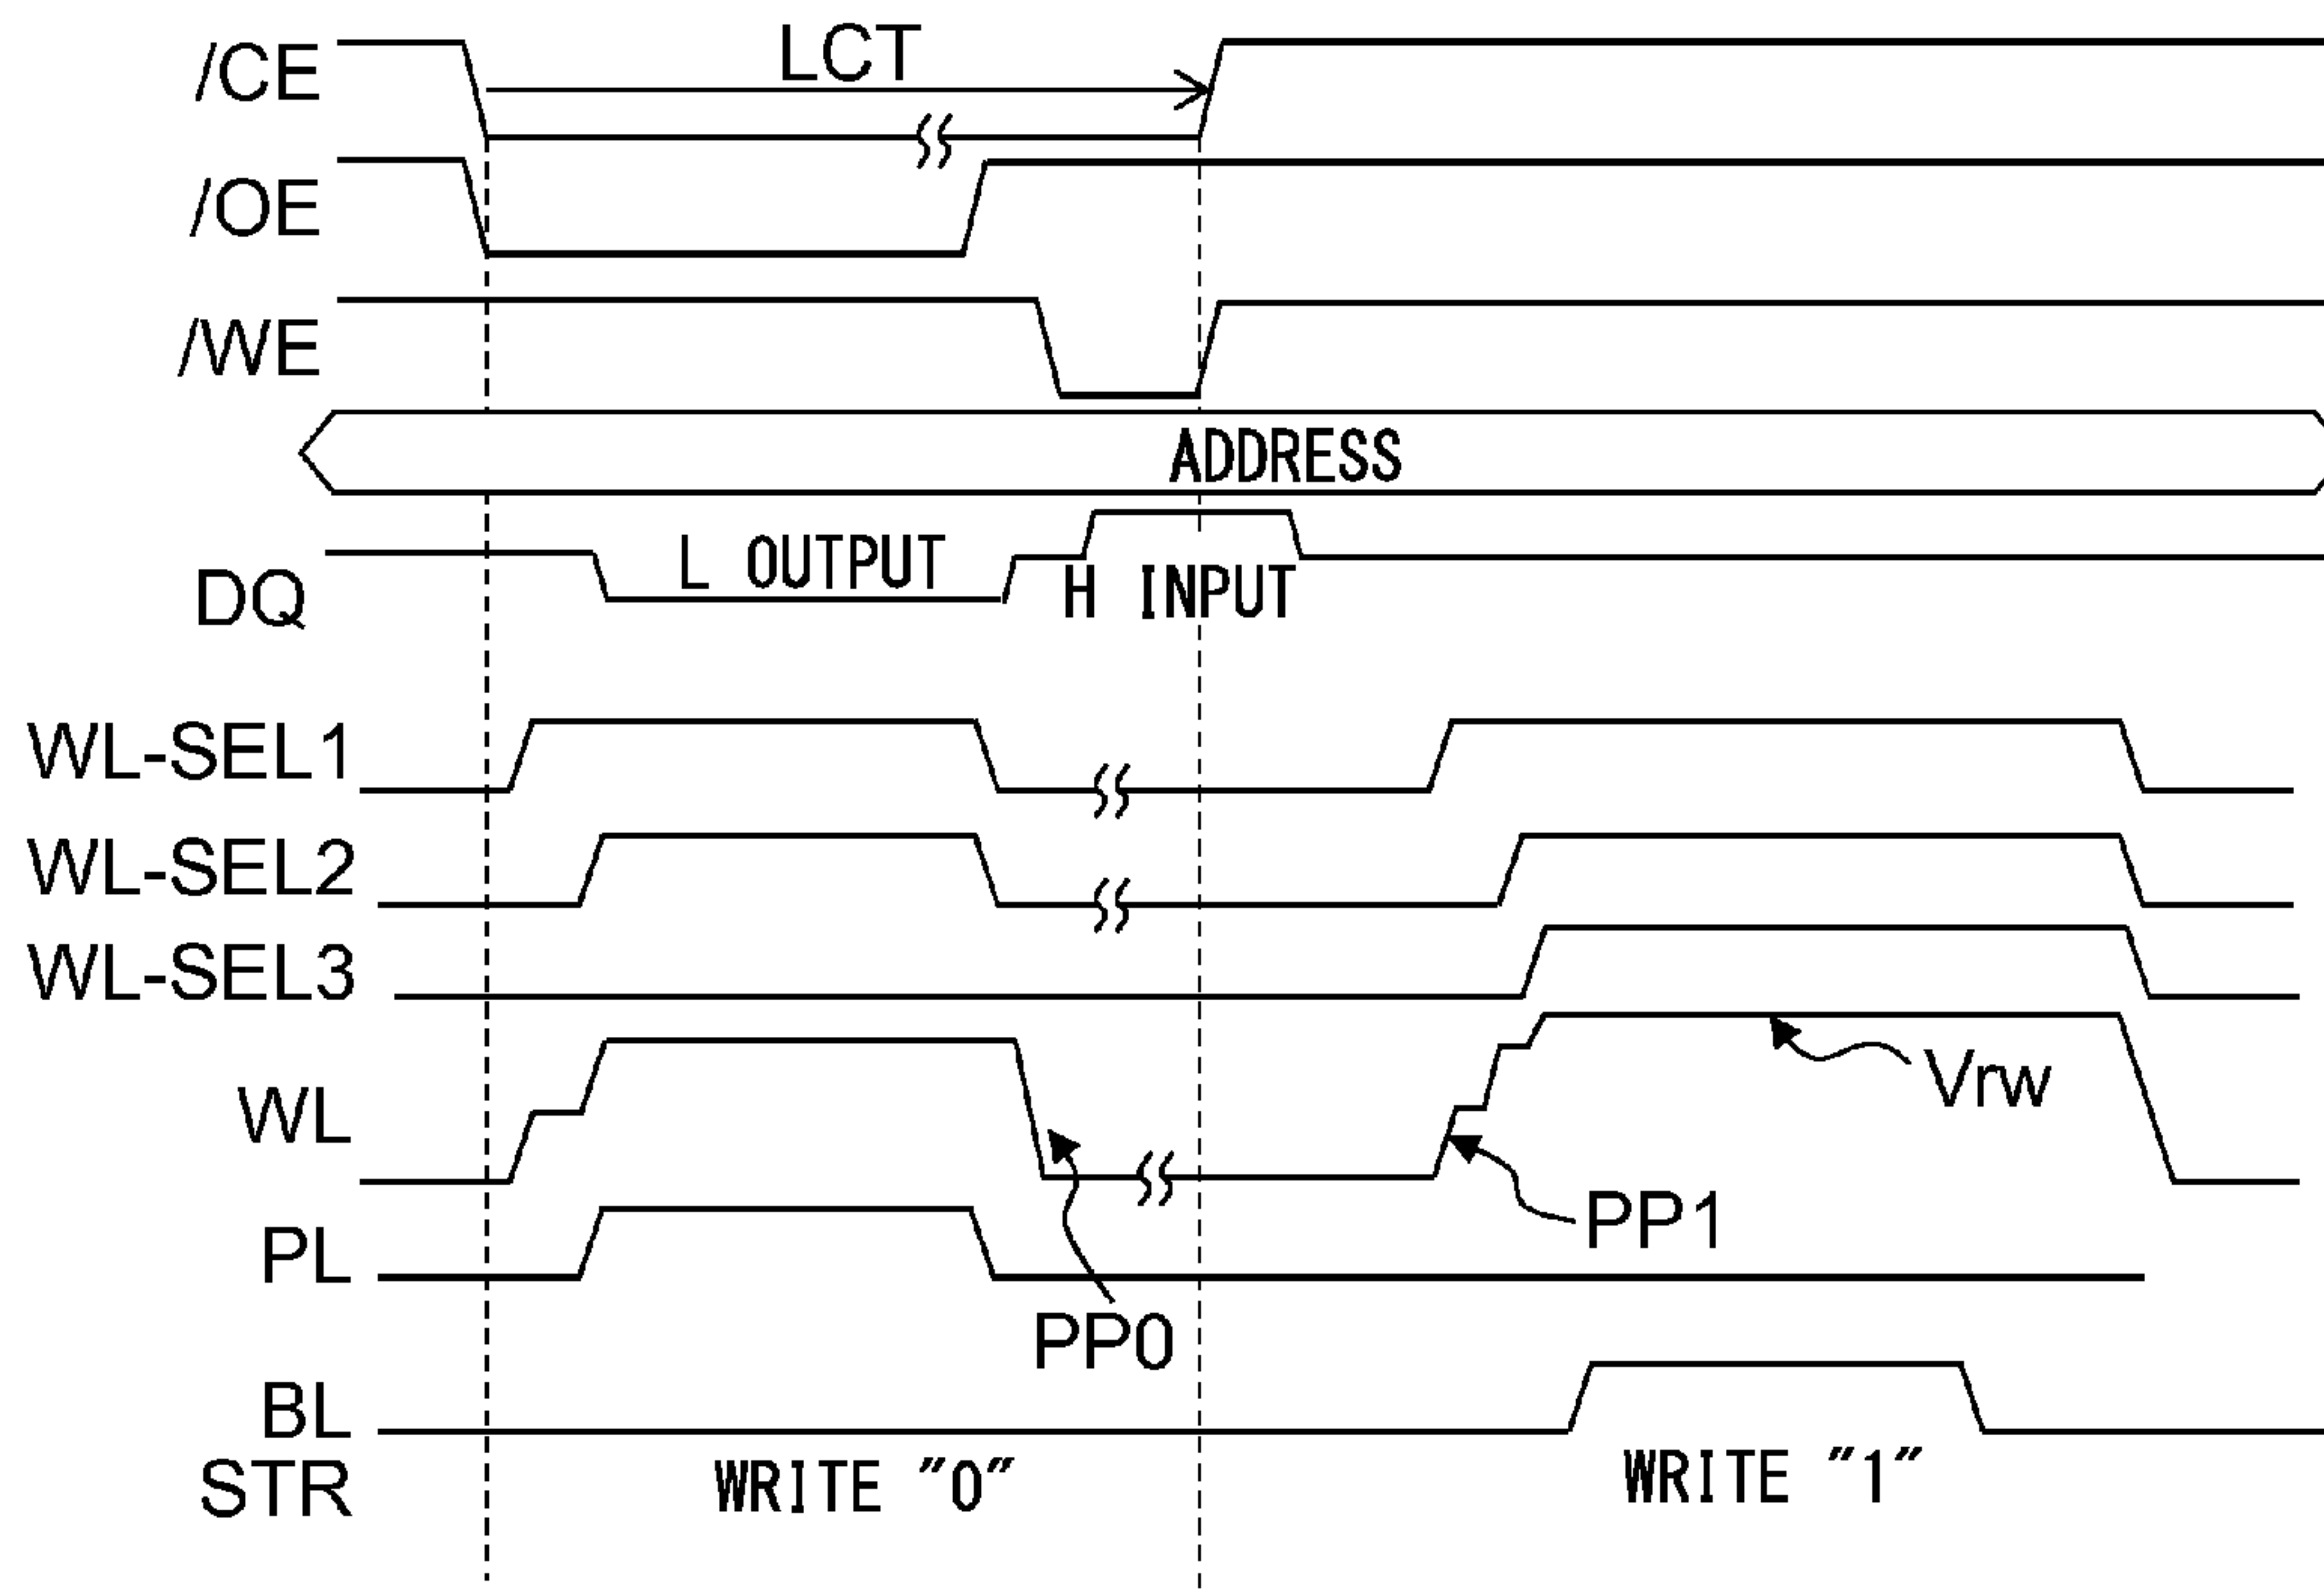 LCT
/CE
/OE
/WE
ADDRESS
L OUTPUT
H INPUT
DQ
WL-SEL1
WL-SEL2
WL-SEL3
WL
Vrw
PP1
PL
PP0
BL
STR
WRITE "0"
WRITE "1"